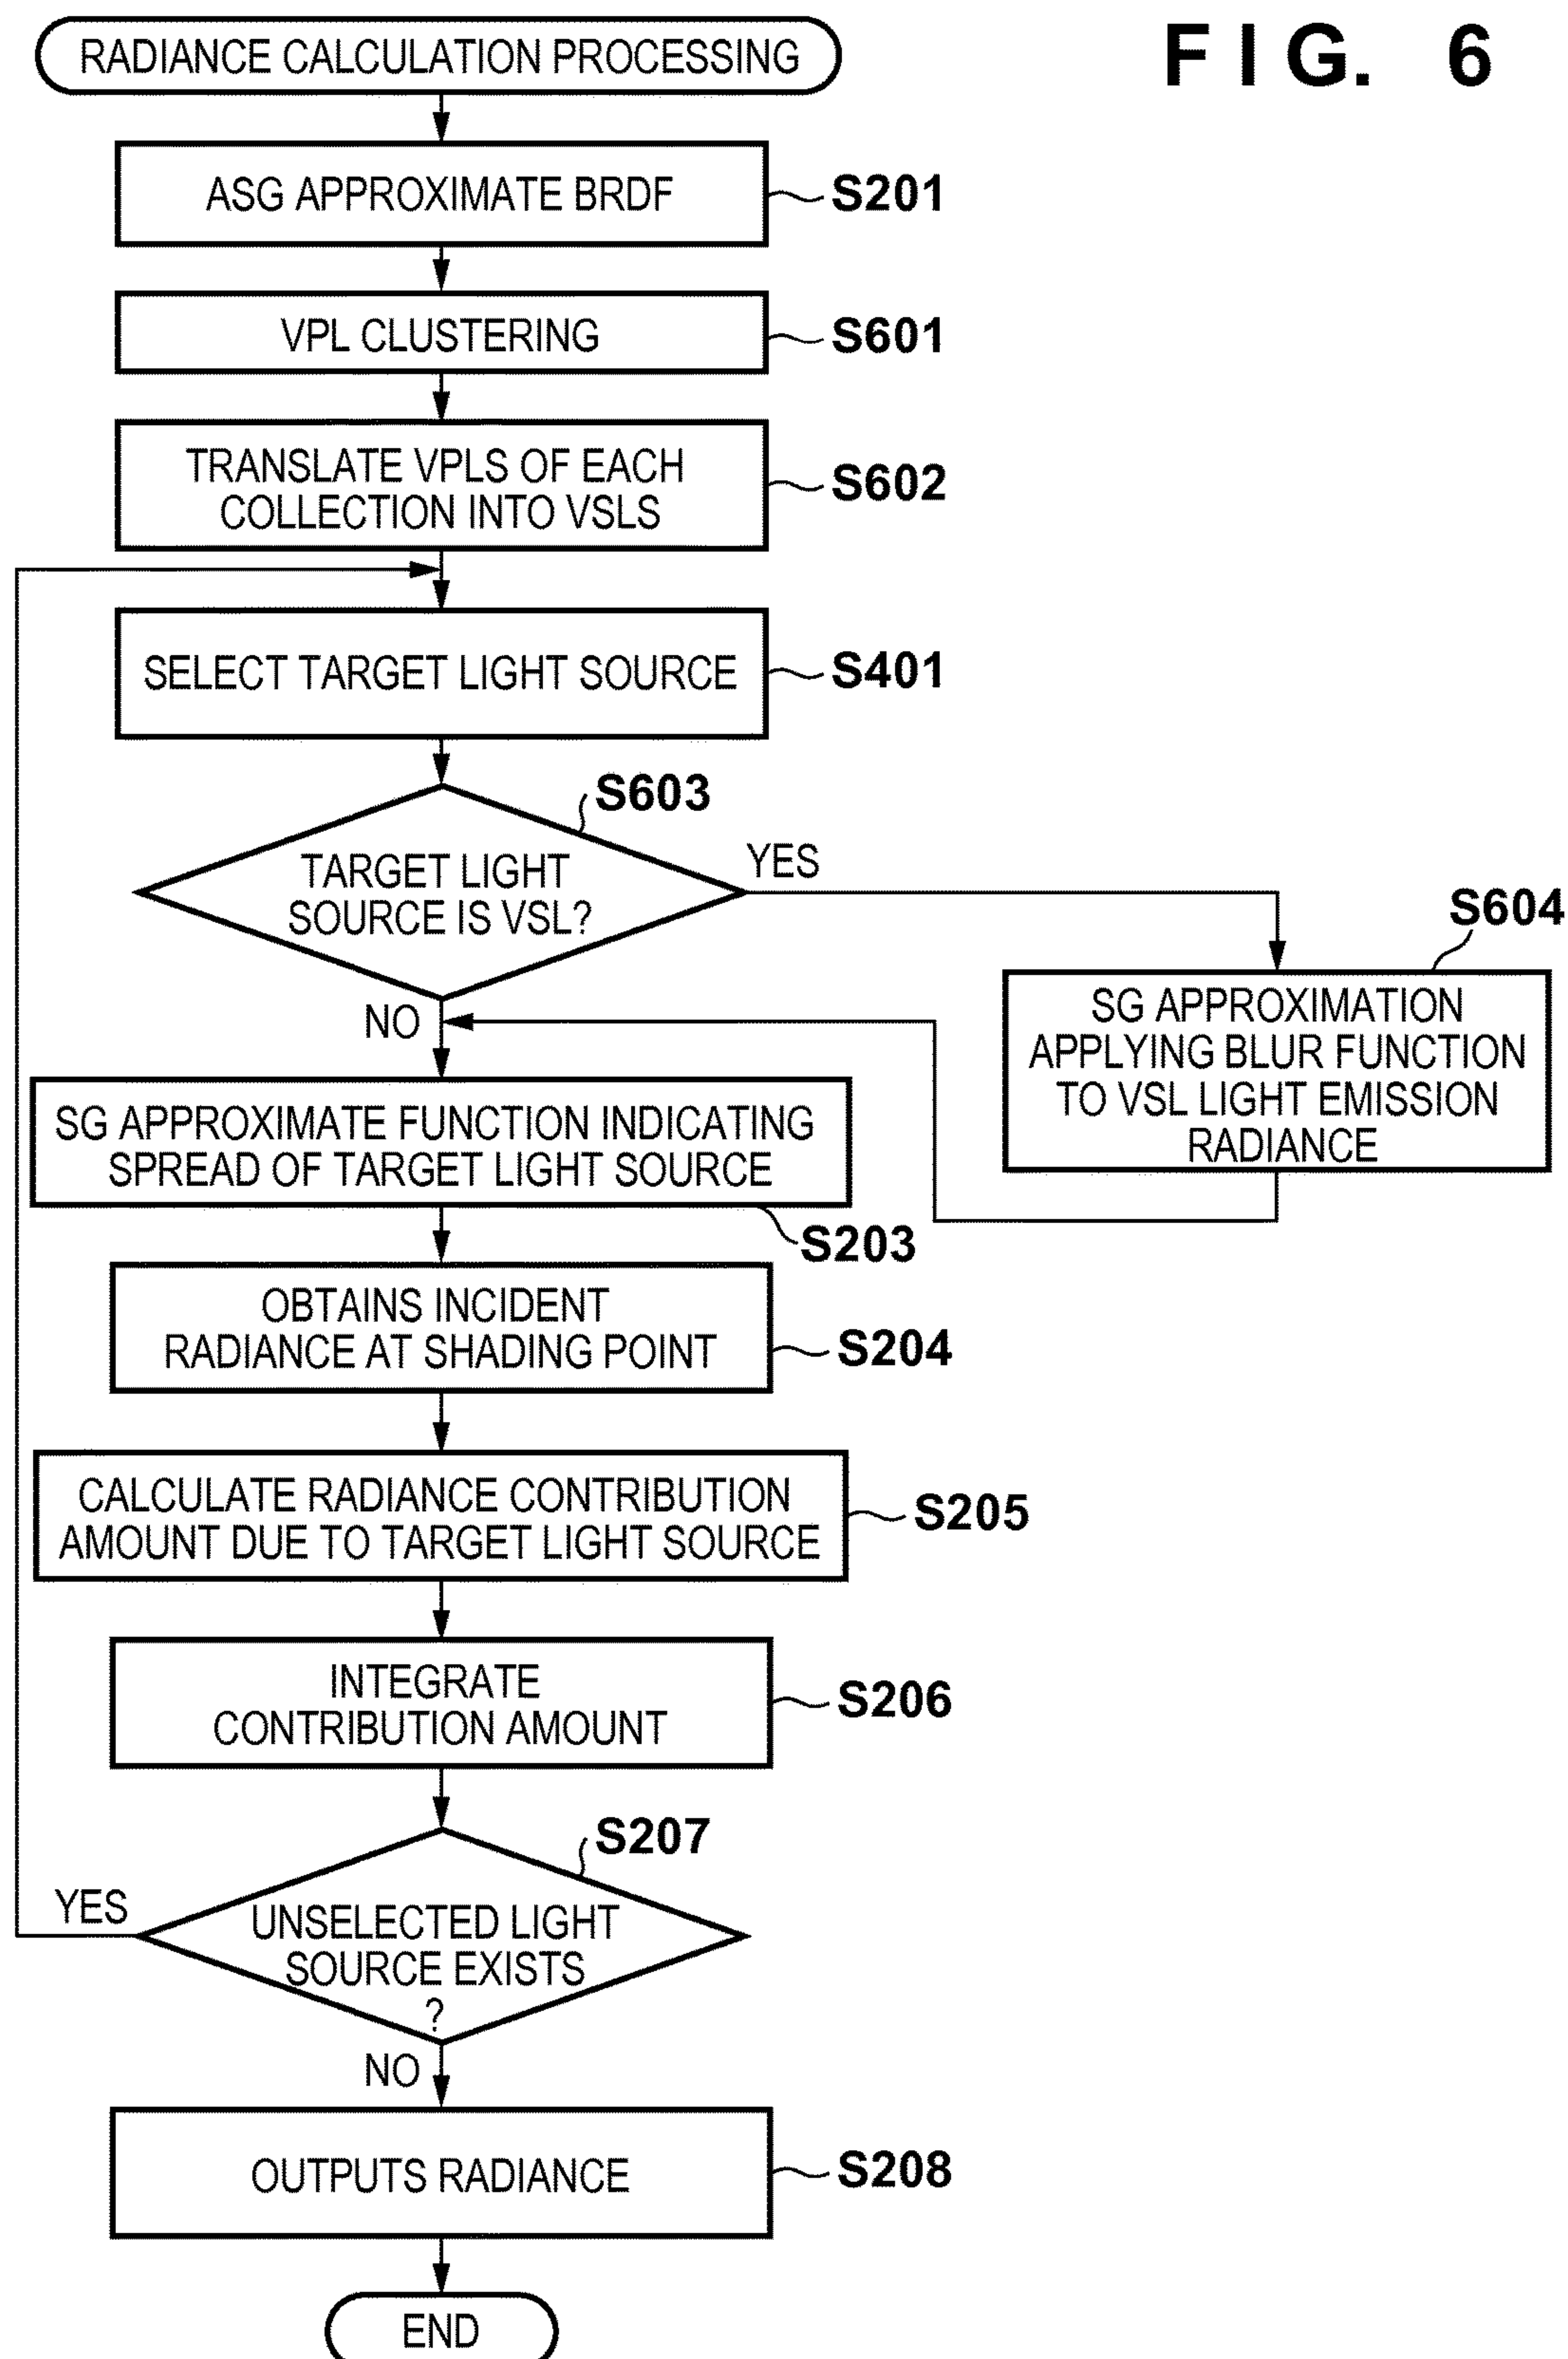 FIG. 6
RADIANCE CALCULATION PROCESSING
ASG APPROXIMATE BRDF
S201
VPL CLUSTERING
S601
TRANSLATE VPLS OF EACH
COLLECTION INTO VSLS
S602
SELECT TARGET LIGHT SOURCE
S401
S603
TARGET LIGHT
SOURCE IS VSL?
YES
NO
S604
SG APPROXIMATION
APPLYING BLUR FUNCTION
TO VSL LIGHT EMISSION
RADIANCE
SG APPROXIMATE FUNCTION INDICATING
SPREAD OF TARGET LIGHT SOURCE
S203
OBTAINS INCIDENT
RADIANCE AT SHADING POINT
S204
CALCULATE RADIANCE CONTRIBUTION
AMOUNT DUE TO TARGET LIGHT SOURCE
S205
INTEGRATE
CONTRIBUTION AMOUNT
S206
S207
YES
UNSELECTED LIGHT
SOURCE EXISTS
?
NO
OUTPUTS RADIANCE
S208
END